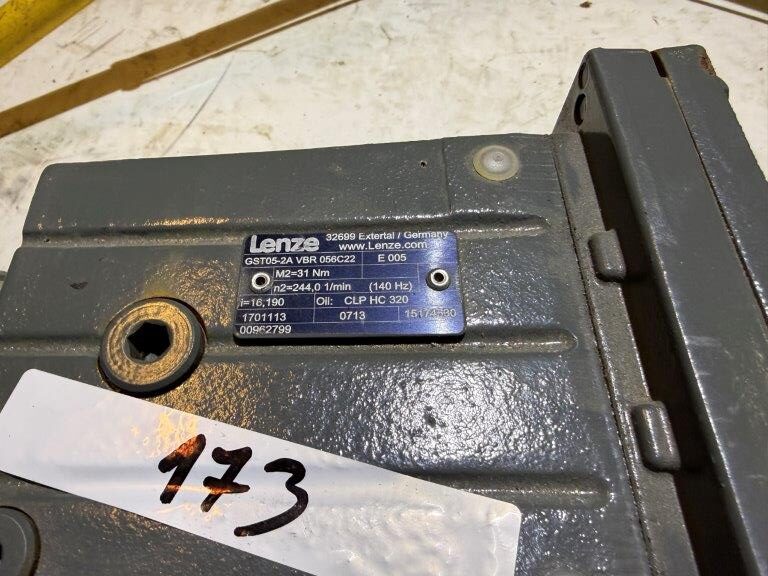 Lenze 32699 Extertal / Germany
www.Lenze.com
GST05-2A VBR 056C22 E 005
M2=31 Nm
n2=244,0 1/min (140 Hz)
i=16,190 Oil: CLP HC 320
1701113 0713
00962799
173